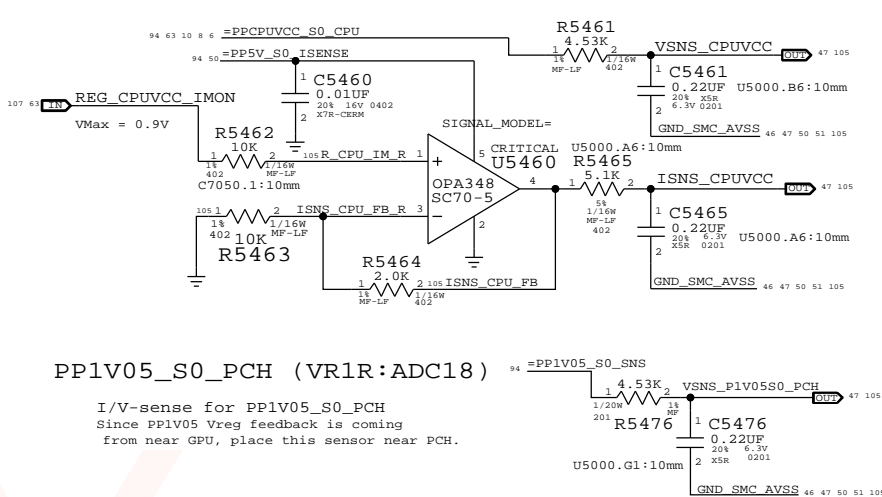 94 63 10 8 6 =PPCPUVCC_S0_CPU
94 50 =PP5V_S0_ISENSE
R5461
4.53K
1 2
1% 1/16W
MF-LF 402
VSNS_CPUVCC OUT 47 105
1
C5461
0.22UF
20% X5R
6.3V 0201
2
U5000.B6:10mm
GND_SMC_AVSS 46 47 50 51 105
1
C5460
0.01UF
20% 16V 0402
X7R-CERM
2
107 63 IN REG_CPUVCC_IMON
VMax = 0.9V
R5462
10K
1 2
1% 1/16W
402 MF-LF
C7050.1:10mm
105 R_CPU_IM_R 1
SIGNAL_MODEL=
CRITICAL
5 U5460
+
OPA348
SC70-5
4
-
2
U5000.A6:10mm
R5465
5.1K
1 2
5%
1/16W
MF-LF
402
ISNS_CPUVCC OUT 47 105
1
C5465
0.22UF
20% 6.3V
X5R 0201
2
U5000.A6:10mm
GND_SMC_AVSS 46 47 50 51 105
105 1 2 ISNS_CPU_FB_R 3
1% 1/16W
402 MF-LF
10K
R5463
R5464
2.0K
1 2 105 ISNS_CPU_FB
1% 1/16W
MF-LF 402
PP1V05_S0_PCH (VR1R:ADC18)
I/V-sense for PP1V05_S0_PCH
Since PP1V05 Vreg feedback is coming
from near GPU, place this sensor near PCH.
94 =PP1V05_S0_SNS
4.53K
1 2
1/20W 1%
201 MF
R5476
VSNS_P1V05S0_PCH OUT 47 105
1
C5476
0.22UF
20% 6.3V
X5R 0201
2
U5000.G1:10mm
GND_SMC_AVSS 46 47 50 51 105